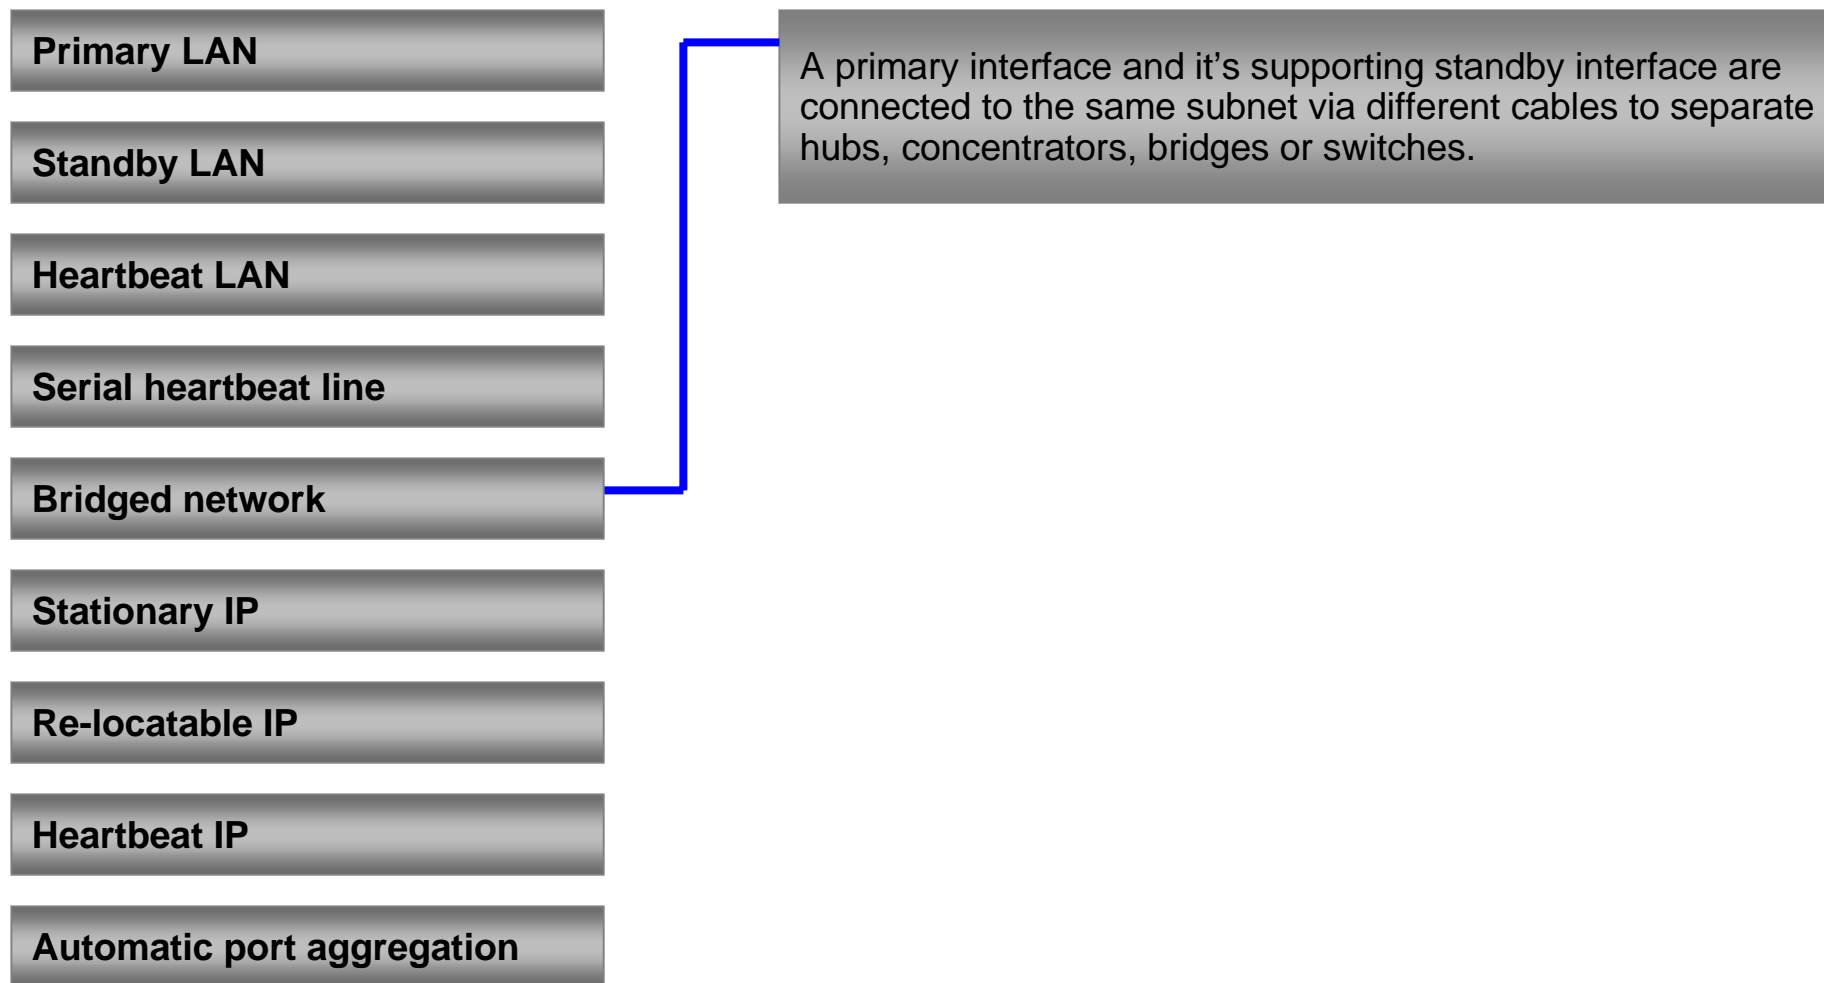 Primary LAN
Standby LAN
Heartbeat LAN
Serial heartbeat line
Bridged network
Stationary IP
Re-locatable IP
Heartbeat IP
Automatic port aggregation
A primary interface and it’s supporting standby interface are
connected to the same subnet via different cables to separate
hubs, concentrators, bridges or switches.